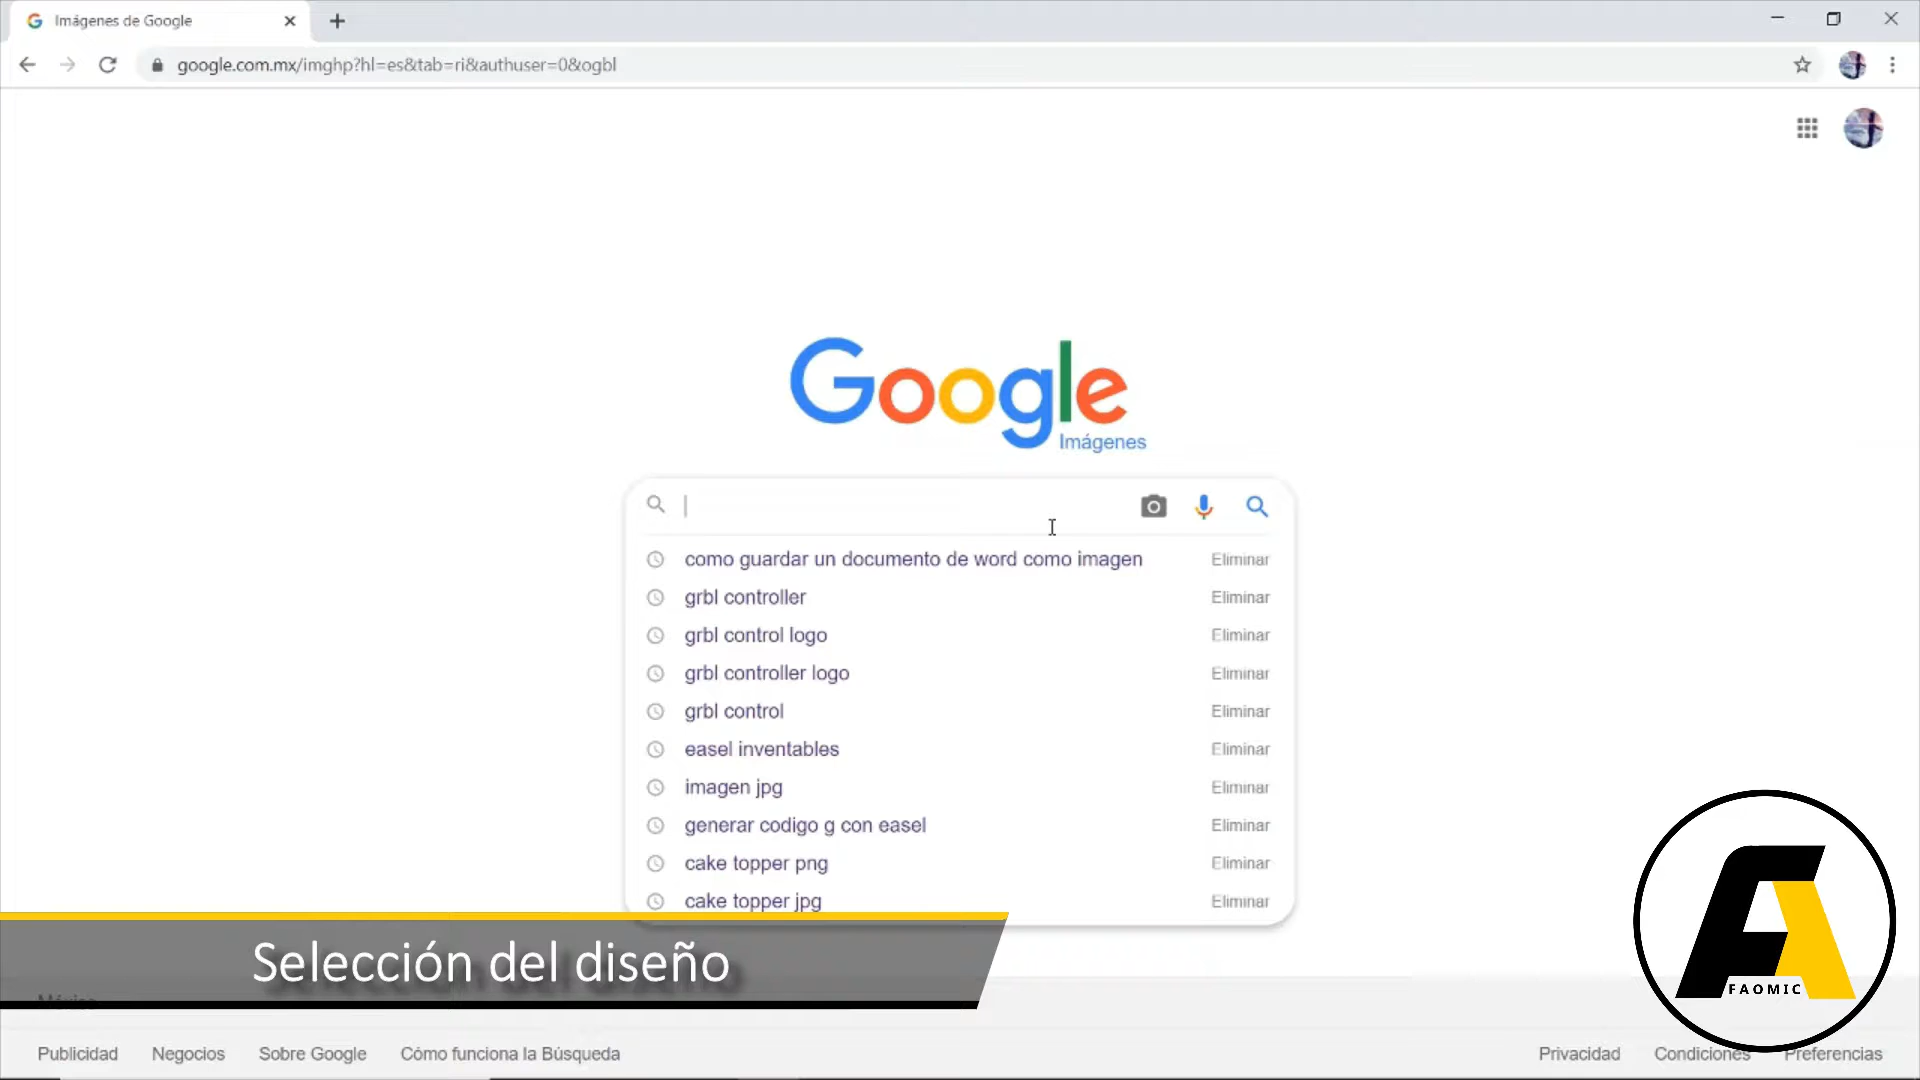 Imágenes de Google
google.com.mx/imghp?hl=es&tab=ri&authuser=0&ogbl
Google
Imágenes
como guardar un documento de word como imagen Eliminar
grbl controller Eliminar
grbl control logo Eliminar
grbl controller logo Eliminar
grbl control Eliminar
easel inventables Eliminar
imagen jpg Eliminar
generar codigo g con easel Eliminar
cake topper png Eliminar
cake topper jpg Eliminar
Selección del diseño
México
FAOMIC
Publicidad Negocios Sobre Google Cómo funciona la Búsqueda Privacidad Condiciones Preferencias